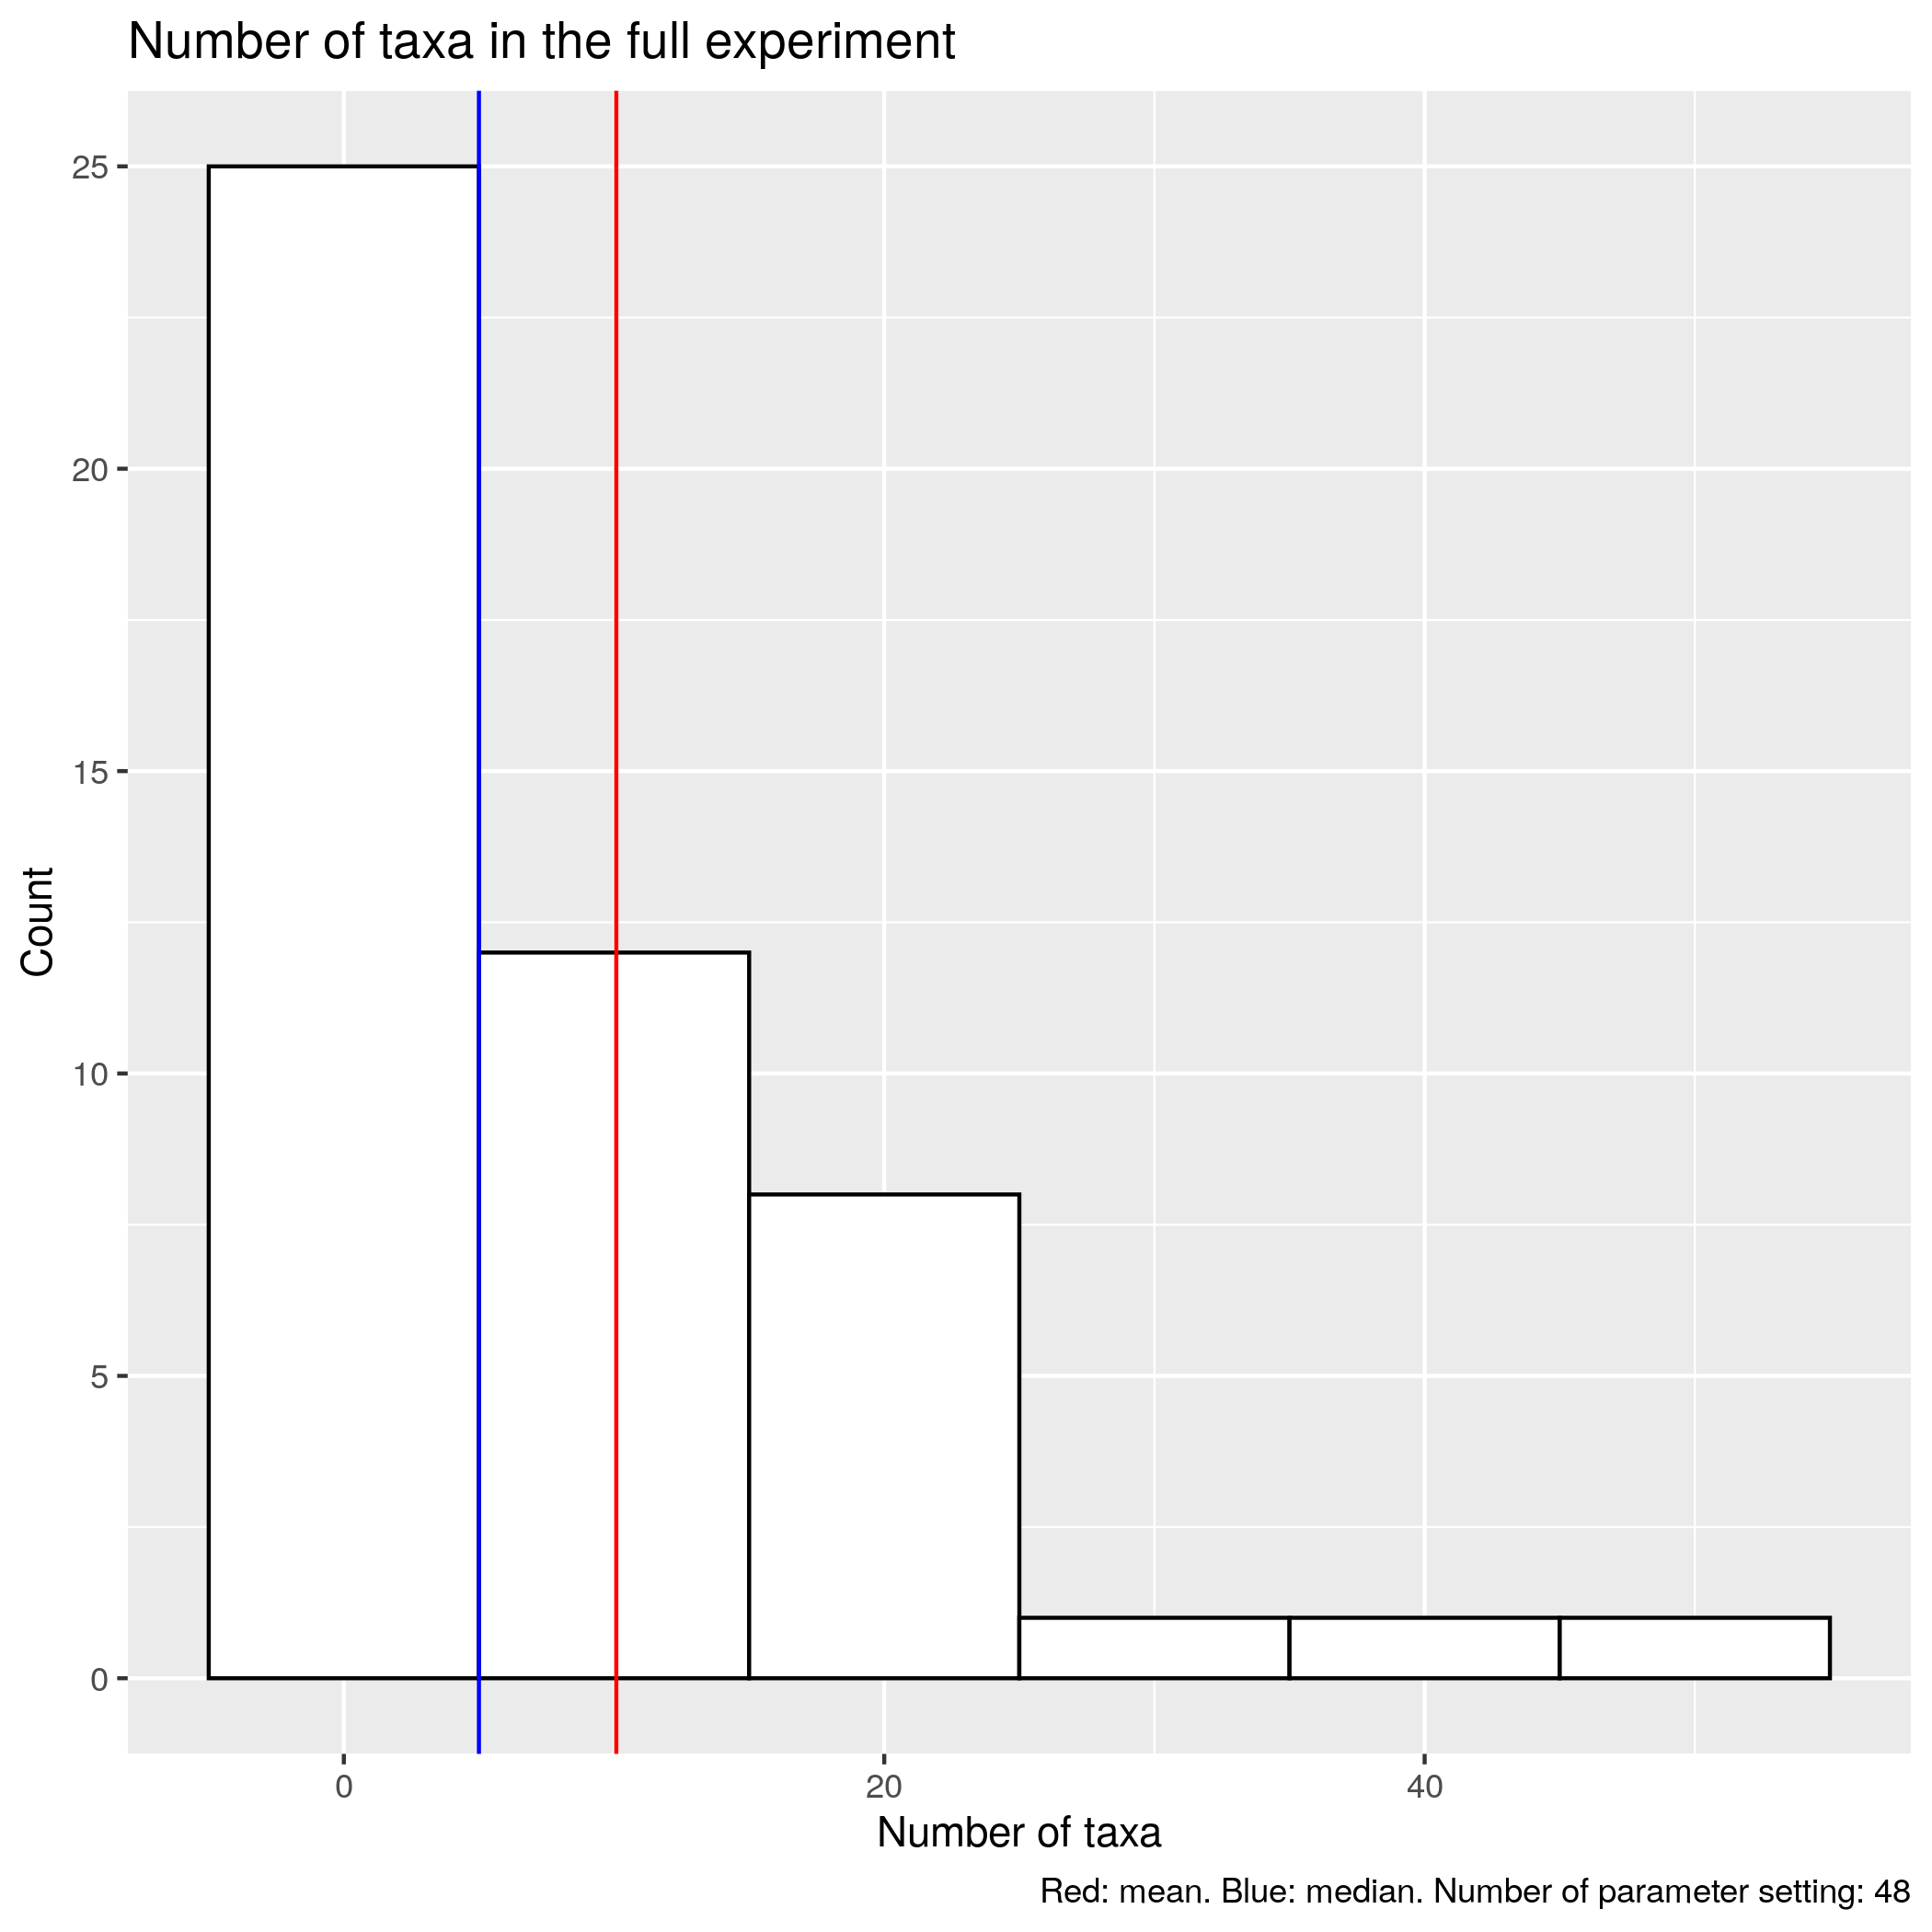 Number of taxa in the full experiment
25
20
15
10
5
0
Count
0 20 40
Number of taxa
Red: mean. Blue: median. Number of parameter setting: 48